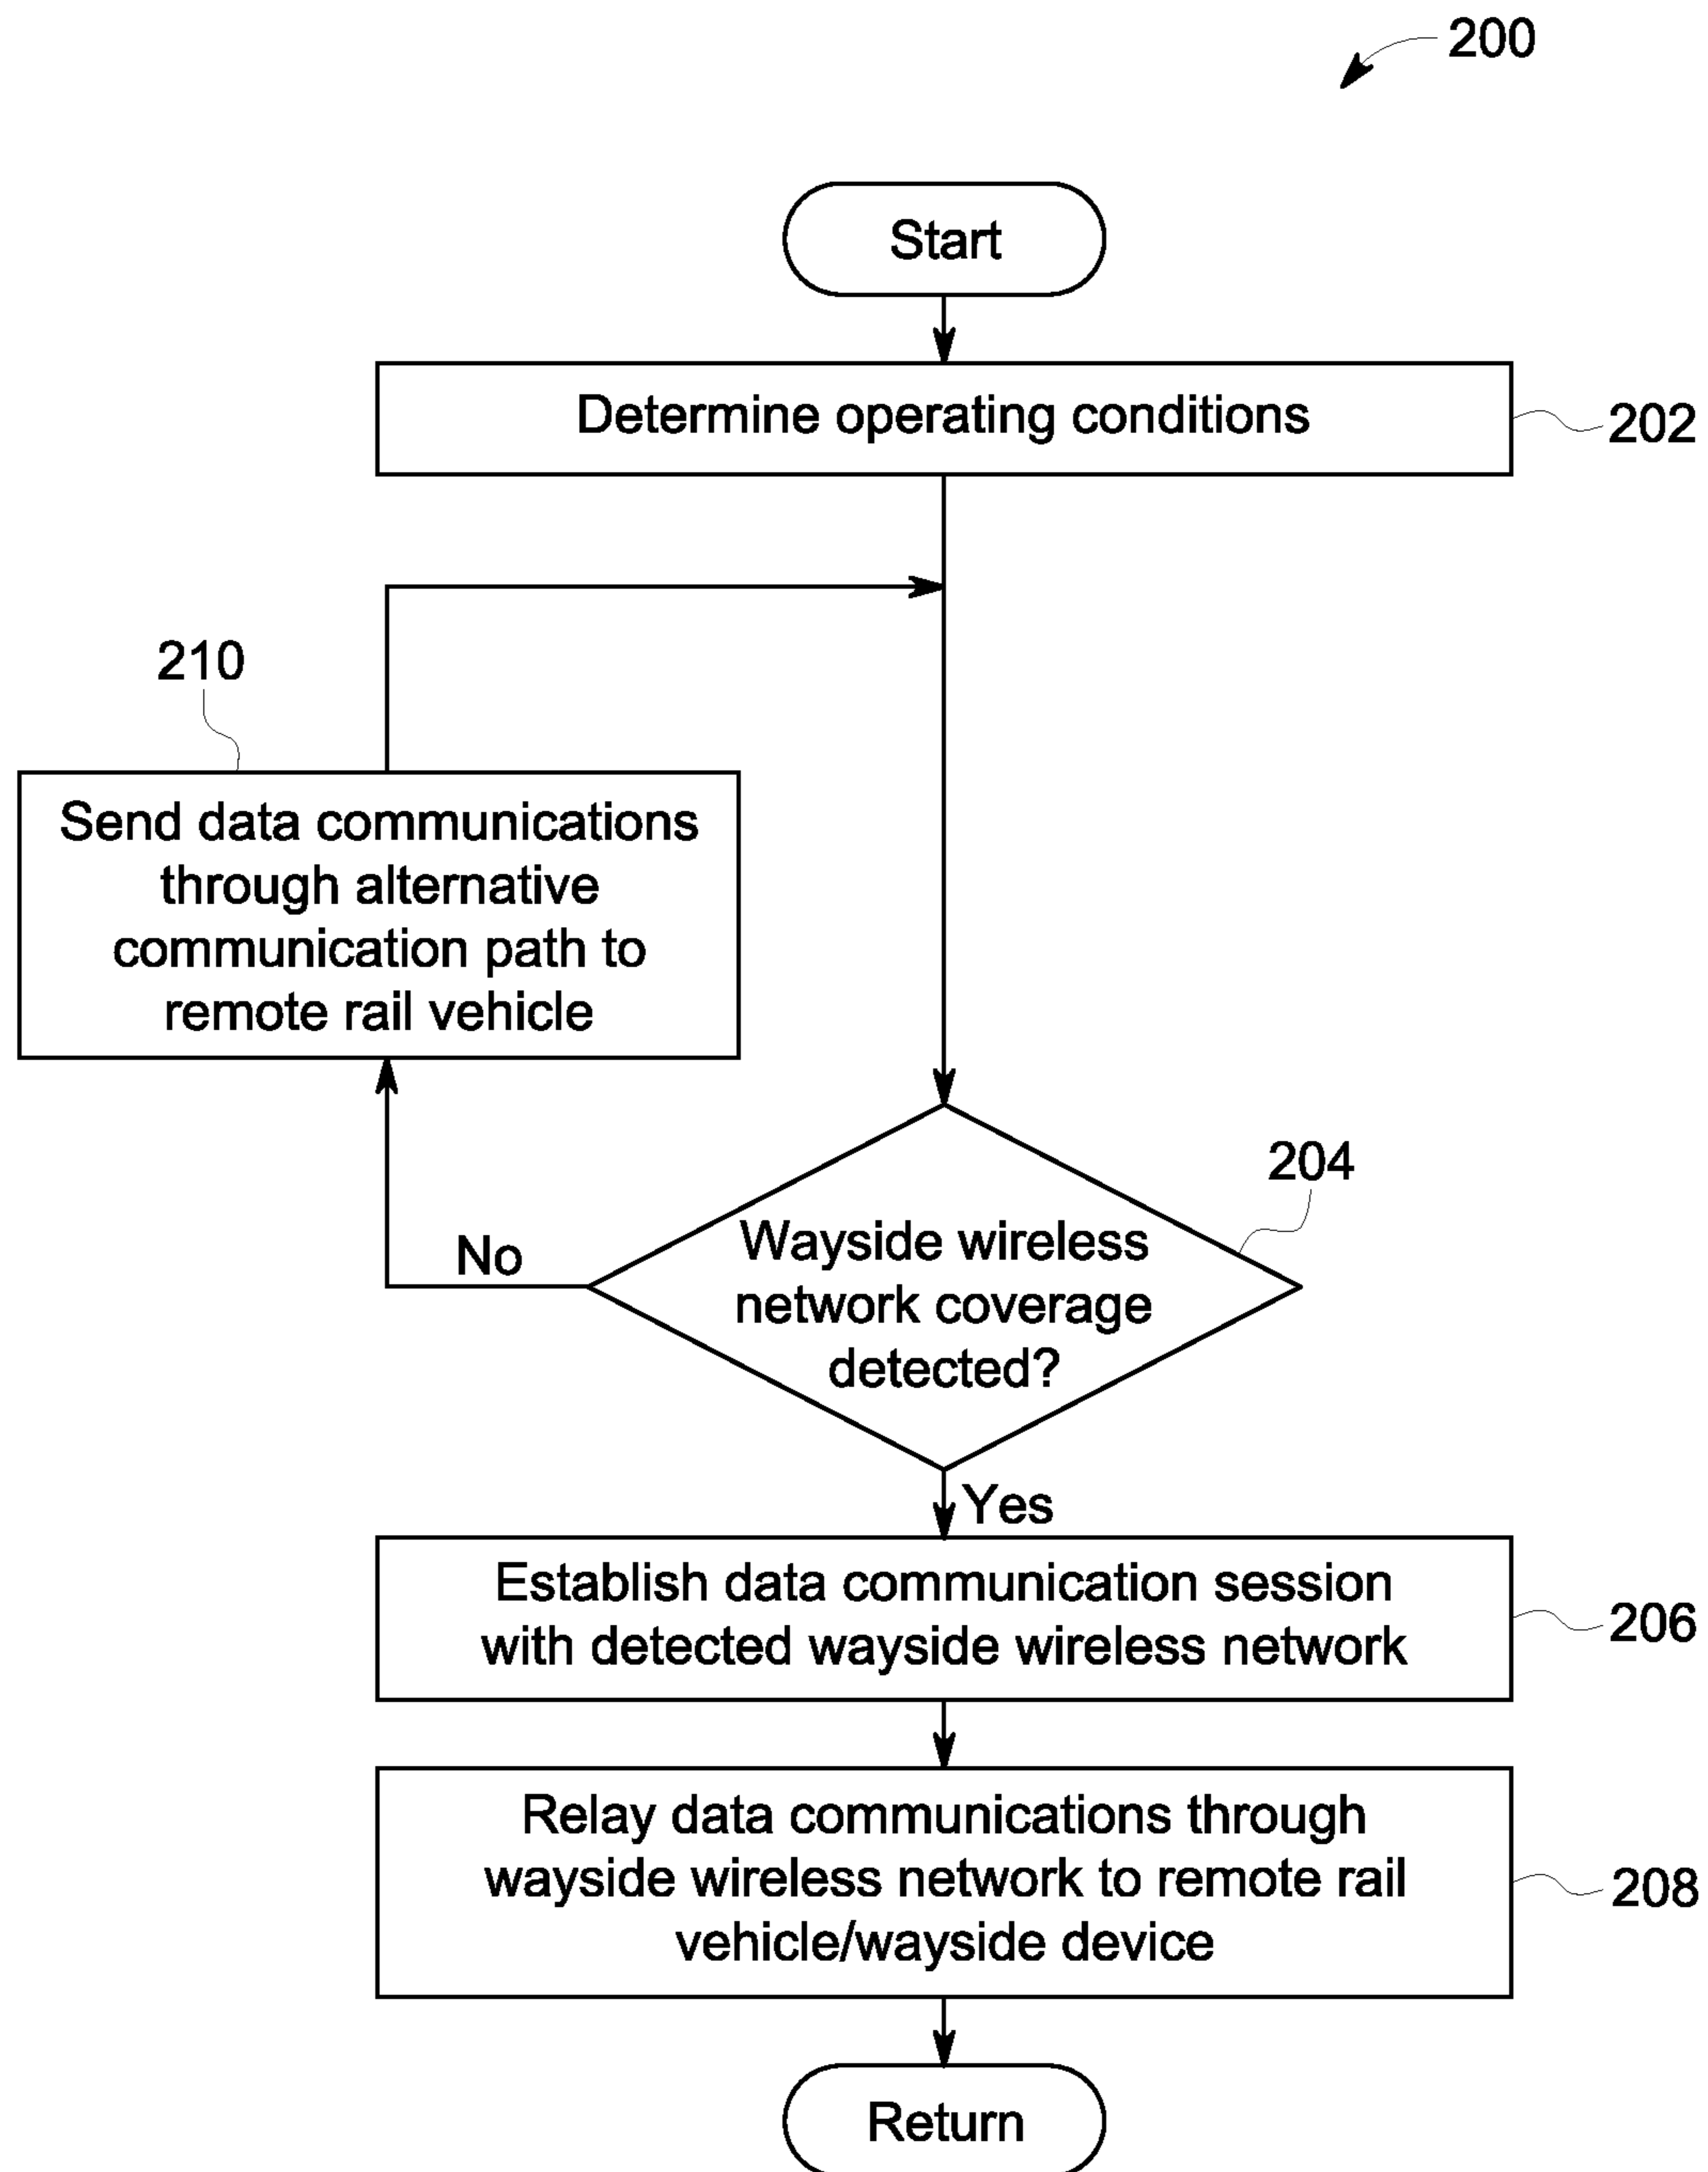 200
Start
Determine operating conditions
202
210
Send data communications
through alternative
communication path to
remote rail vehicle
204
Wayside wireless
network coverage
detected?
No
Yes
Establish data communication session
with detected wayside wireless network
206
Relay data communications through
wayside wireless network to remote rail
vehicle/wayside device
208
Return